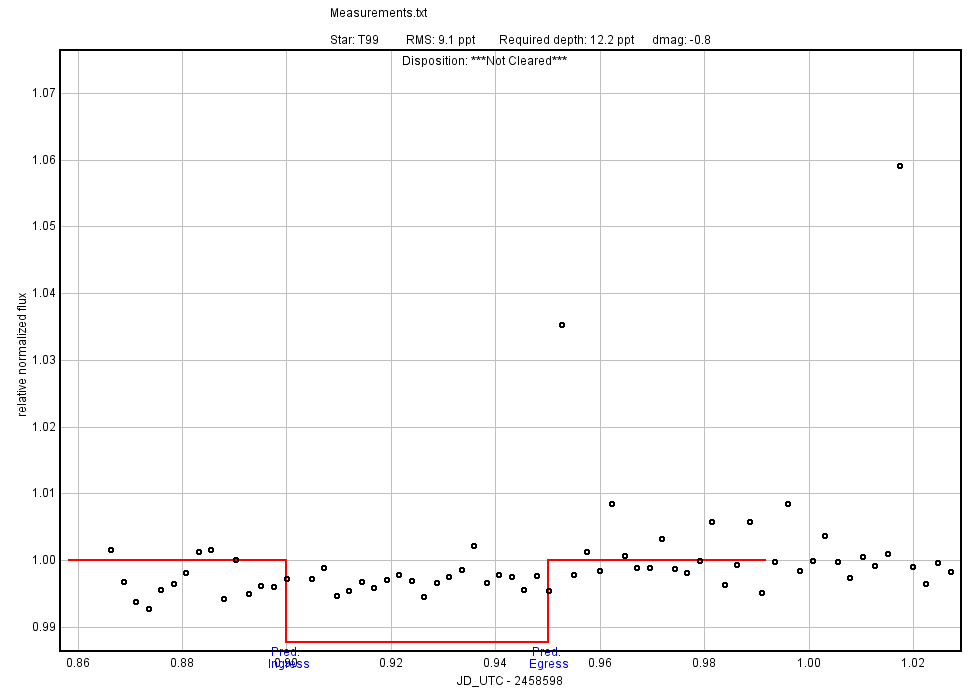 Measurements.txt
Star: T99 RMS: 9.1 ppt Required depth: 12.2 ppt dmag: -0.8
Disposition: ***Not Cleared***
1.07
1.06
1.05
1.04
1.03
1.02
1.01
1.00
0.99
relative normalized flux
Pred. Pred.
0.86 0.88 0.90 0.92 0.94 0.96 0.98 1.00 1.02
Ingress Egress
JD_UTC - 2458598